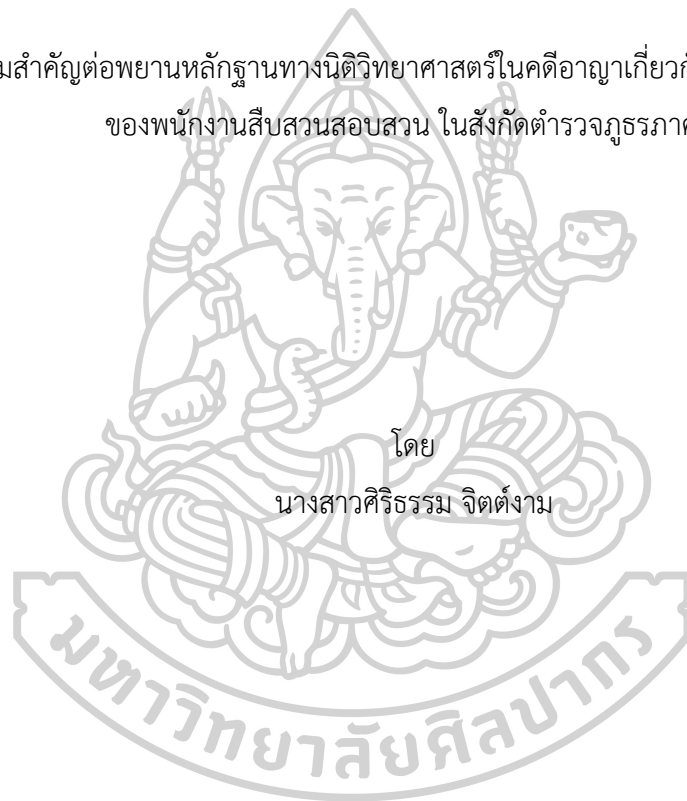 มสำคัญต่อพยานหลักฐานทางนิติวิทยาศาสตร์ในคดีอาญาเกี่ยวกั
ของพนักงานสืบสวนสอบสวน ในสังกัดตำรวจภูธรภาค
โดย
นางสาวศิริธรรม จิตต์งาม
มหาวิทยาลัยศิลปากร